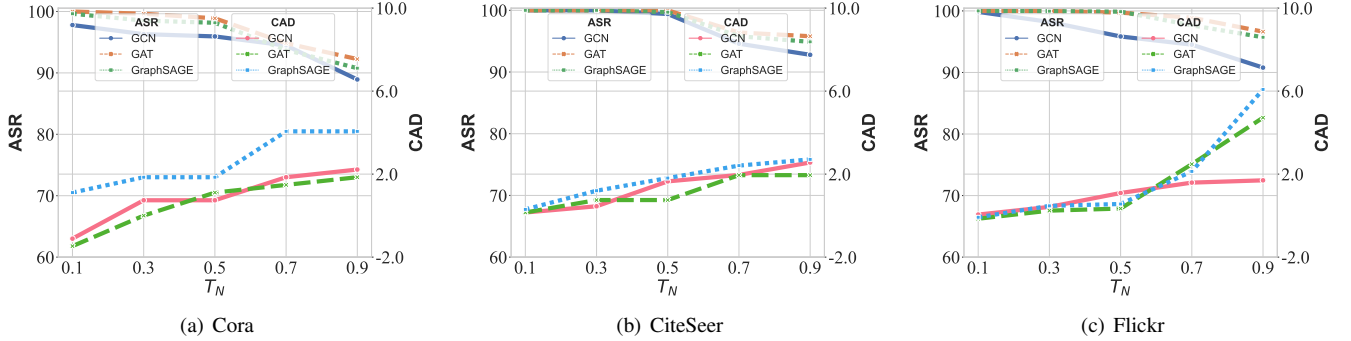 ASR
100
90
80
70
60
ASR
GCN
GAT
GraphSAGE
CAD
GCN
GAT
GraphSAGE
10.0
6.0
2.0
-2.0
CAD
0.1 0.3 0.5 0.7 0.9
T_N
(a) Cora
ASR
100
90
80
70
60
ASR
GCN
GAT
GraphSAGE
CAD
GCN
GAT
GraphSAGE
10.0
6.0
2.0
-2.0
CAD
0.1 0.3 0.5 0.7 0.9
T_N
(b) CiteSeer
ASR
100
90
80
70
60
ASR
GCN
GAT
GraphSAGE
CAD
GCN
GAT
GraphSAGE
10.0
6.0
2.0
-2.0
CAD
0.1 0.3 0.5 0.7 0.9
T_N
(c) Flickr